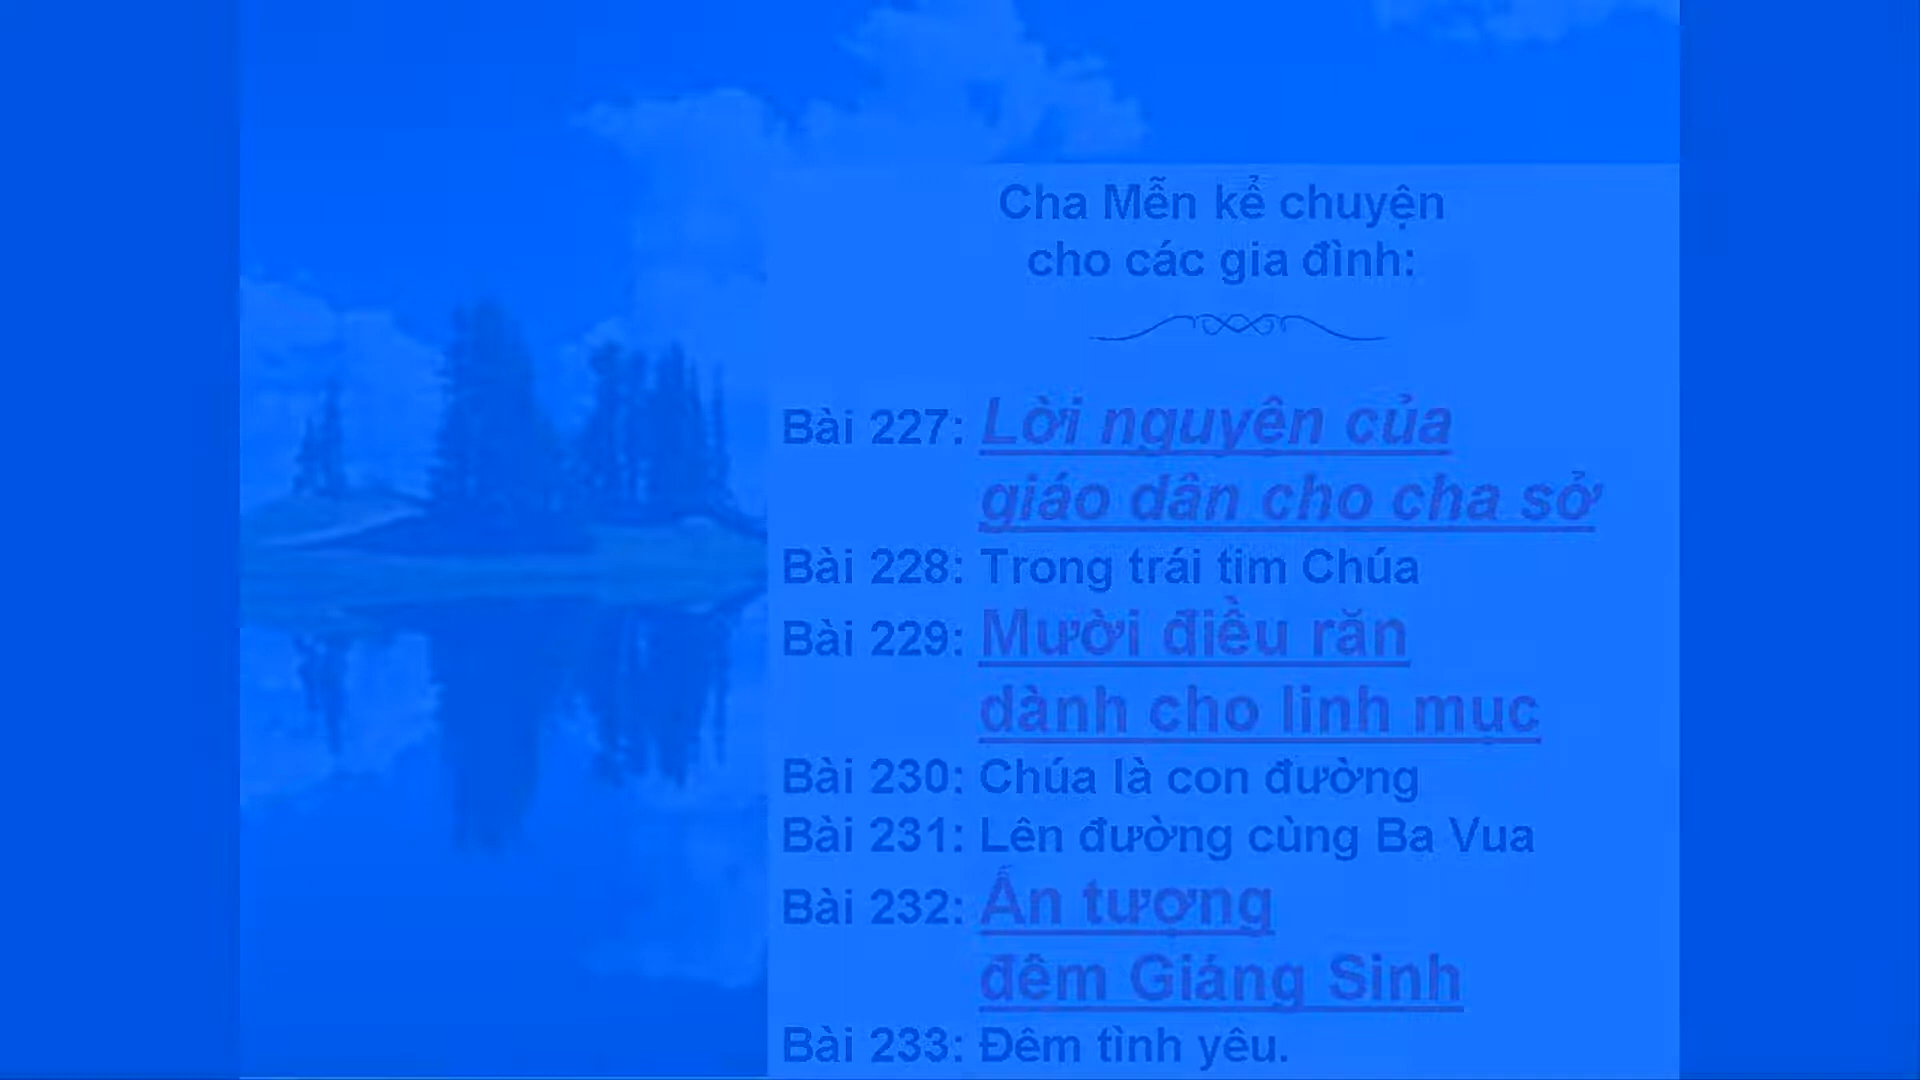 Cha Mễn kể chuyện
cho các gia đình:
Bài 227: Lời nguyện của
giáo dân cho cha sở
Bài 228: Trong trái tim Chúa
Bài 229: Mười điều răn
dành cho linh mục
Bài 230: Chúa là con đường
Bài 231: Lên đường cùng Ba Vua
Bài 232: Ấn tượng
đêm Giáng Sinh
Bài 233: Đêm tình yêu.